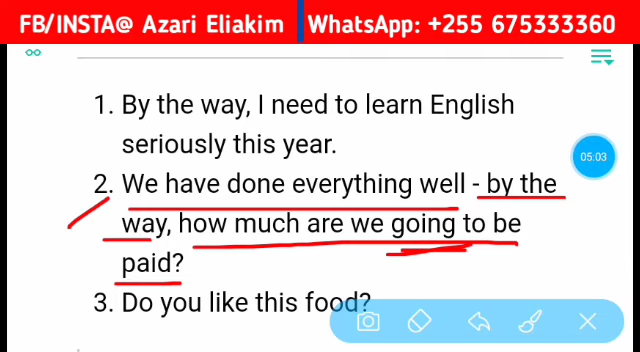 FB/INSTA@ Azari Eliakim WhatsApp: +255 675333360
1. By the way, I need to learn English
seriously this year.
05:03
2. We have done everything well - by the
way, how much are we going to be
paid?
3. Do you like this food?